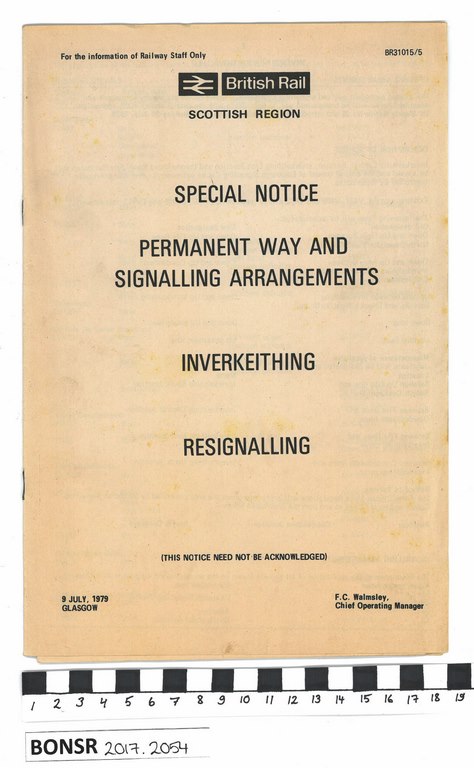 For the information of Railway Staff Only
BR31015/5
British Rail
SCOTTISH REGION
SPECIAL NOTICE
PERMANENT WAY AND
SIGNALLING ARRANGEMENTS
INVERKEITHING
RESIGNALLING
(THIS NOTICE NEED NOT BE ACKNOWLEDGED)
9 JULY, 1979
GLASGOW
F.C. Walmsley,
Chief Operating Manager
1 2 3 4 5 6 7 8 9 10 11 12 13 14 15 16 17 18 19
BONSR 2017.2054